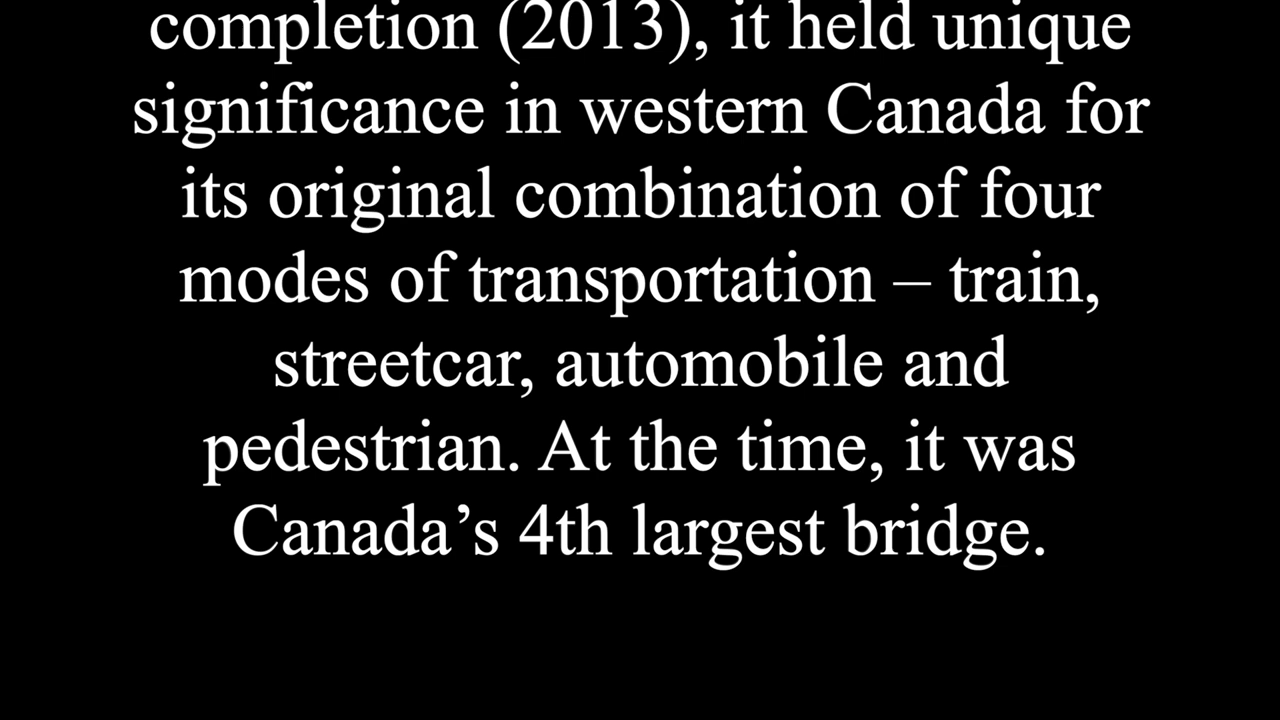 completion (2013), it held unique
significance in western Canada for
its original combination of four
modes of transportation – train,
streetcar, automobile and
pedestrian. At the time, it was
Canada’s 4th largest bridge.